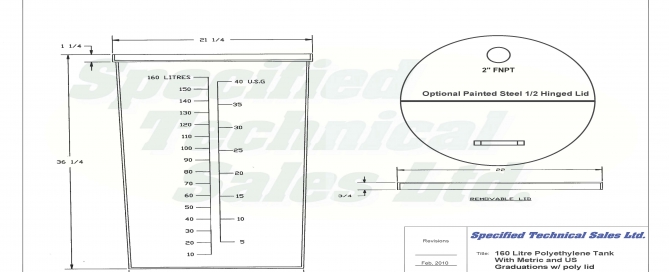 21 1/4
1 1/4
36 1/4
160 LITRES
150
140
130
120
110
100
90
80
70
60
50
40
30
20
10
40 U.S.G
35
30
25
20
15
10
5
Specified
Technical
Sales Ltd.
2" FNPT
Optional Painted Steel 1/2 Hinged Lid
22
3/4
REMOVABLE LID
Revisions
Feb, 2010
Specified Technical Sales Ltd.
Title: 160 Litre Polyethylene Tank
With Metric and US
Graduations w/ poly lid